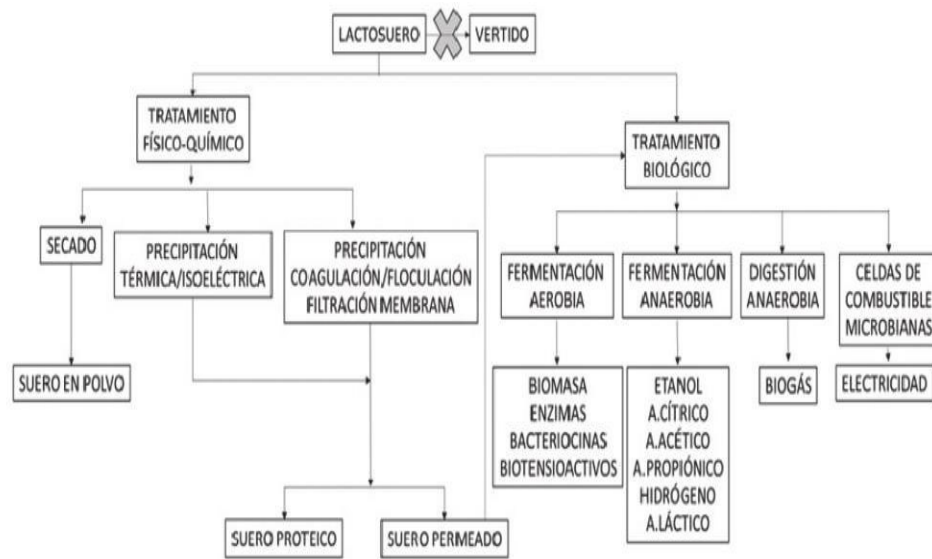 LACTOSUERO
VERTIDO
TRATAMIENTO
FÍSICO-QUÍMICO
TRATAMIENTO
BIOLÓGICO
SECADO
PRECIPITACIÓN
TÉRMICA/ISOELÉCTRICA
PRECIPITACIÓN
COAGULACIÓN/FLOCULACIÓN
FILTRACIÓN MEMBRANA
FERMENTACIÓN
AEROBIA
FERMENTACIÓN
ANAEROBIA
DIGESTIÓN
ANAEROBIA
CELDAS DE
COMBUSTIBLE
MICROBIANAS
SUERO EN POLVO
BIOMASA
ENZIMAS
BACTERIOCINAS
BIOTENSIOACTIVOS
ETANOL
A.CÍTRICO
A.ACÉTICO
A.PROPIÓNICO
HIDRÓGENO
A.LÁCTICO
BIOGÁS
ELECTRICIDAD
SUERO PROTEICO
SUERO PERMEADO